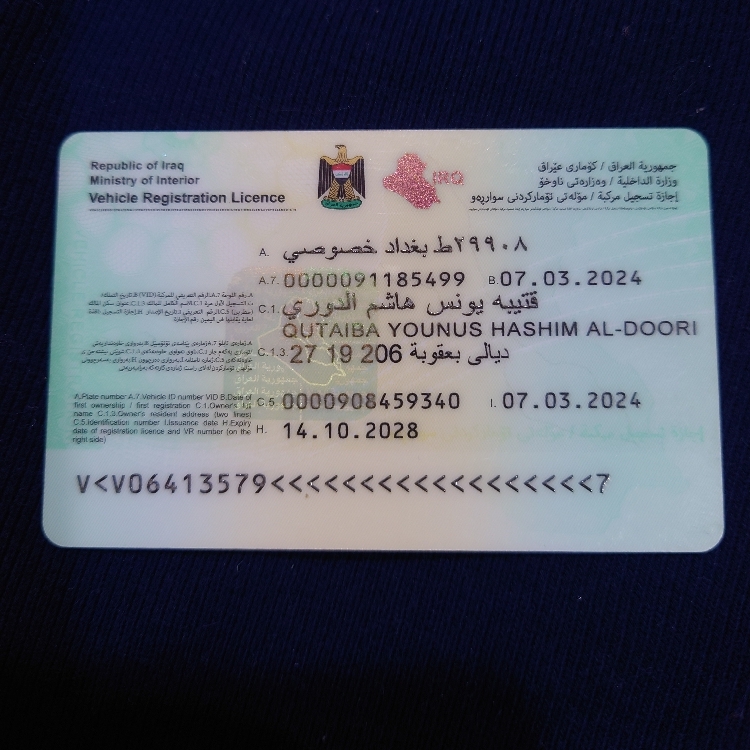 Republic of Iraq
Ministry of Interior
Vehicle Registration Licence
IRQ
جمهورية العراق / كۆماری عێراق
وزارة الداخلية / وەزارەتی ناوخۆ
إجازة تسجيل مركبة / مۆڵەتی تۆمارکردنی سوارەوو
A. ٢٩٩٠٨ط بغداد خصوصي
A.7. 0000091185499 B. 07.03.2024
C.1. قتيبه يونس هاشم الدوري
QUTAIBA YOUNUS HASHIM AL-DOORI
C.1.3. 27 19 206 ديالى بعقوبة
C.5. 0000908459340 I. 07.03.2024
H. 14.10.2028
A.Plate number A.7.Vehicle ID number VID B.Date of
first ownership / first registration C.1.Owner's full
name C.1.3.Owner's resident address (two lines)
C.5.Identification number I.Issuance date H.Expiry
date of registration licence and VR number (on the
right side)
V<V06413579<<<<<<<<<<<<<<<<<<<7